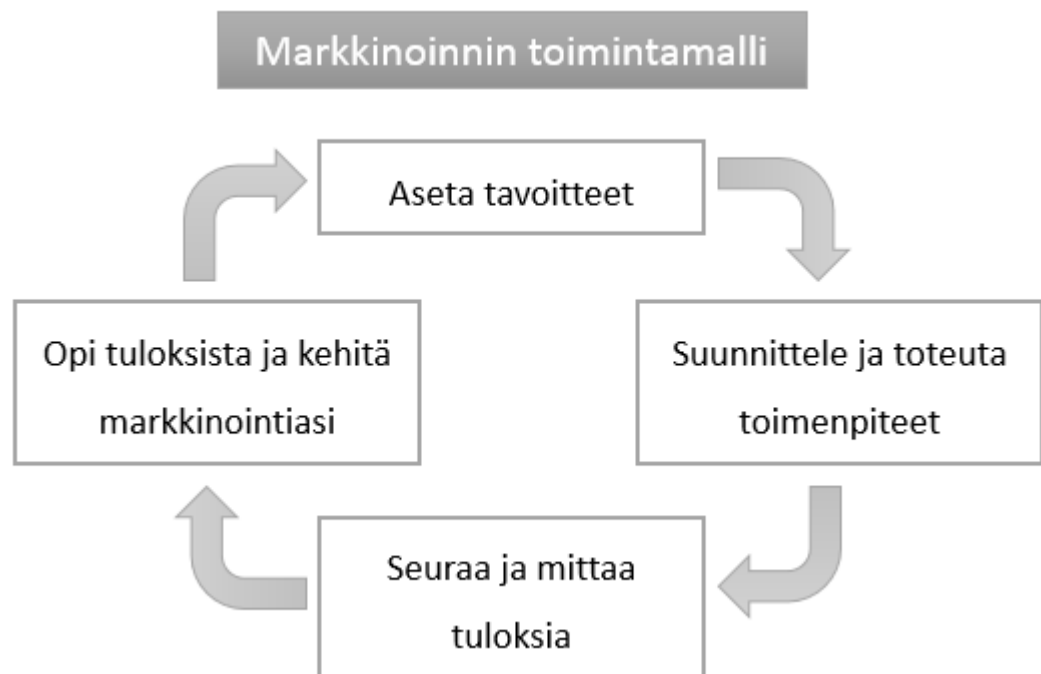 Markkinoinnin toimintamalli
Aseta tavoitteet
Suunnittele ja toteuta
toimenpiteet
Seuraa ja mittaa
tuloksia
Opi tuloksista ja kehitä
markkinointiasi